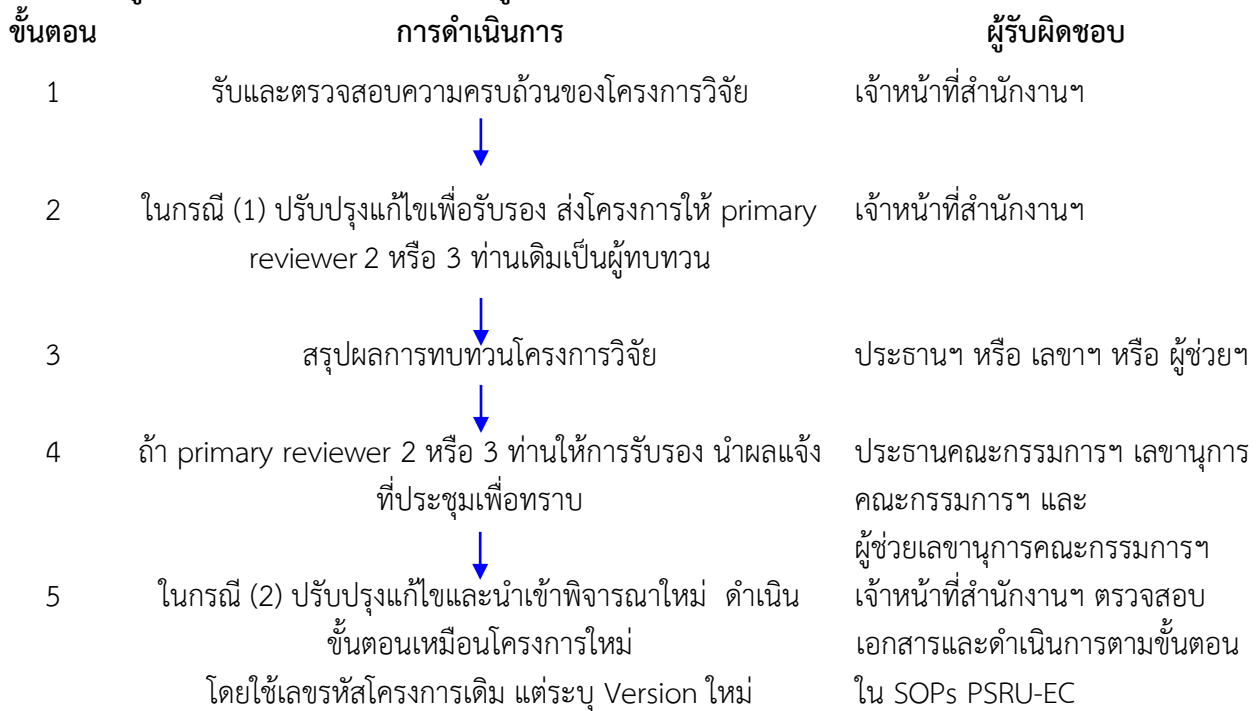 ขั้นตอน การดำเนินการ ผู้รับผิดชอบ
1 รับและตรวจสอบความครบถ้วนของโครงการวิจัย เจ้าหน้าที่สำนักงานฯ
2 ในกรณี (1) ปรับปรุงแก้ไขเพื่อรับรอง ส่งโครงการให้ primary เจ้าหน้าที่สำนักงานฯ
reviewer 2 หรือ 3 ท่านเดิมเป็นผู้ทบทวน
3 สรุปผลการทบทวนโครงการวิจัย ประธานฯ หรือ เลขาฯ หรือ ผู้ช่วยฯ
4 ถ้า primary reviewer 2 หรือ 3 ท่านให้การรับรอง นำผลแจ้ง ประธานคณะกรรมการฯ เลขานุการ
ที่ประชุมเพื่อทราบ คณะกรรมการฯ และ
ผู้ช่วยเลขานุการคณะกรรมการฯ
5 ในกรณี (2) ปรับปรุงแก้ไขและนำเข้าพิจารณาใหม่ ดำเนิน เจ้าหน้าที่สำนักงานฯ ตรวจสอบ
ขั้นตอนเหมือนโครงการใหม่ เอกสารและดำเนินการตามขั้นตอน
โดยใช้เลขรหัสโครงการเดิม แต่ระบุ Version ใหม่ ใน SOPs PSRU-EC